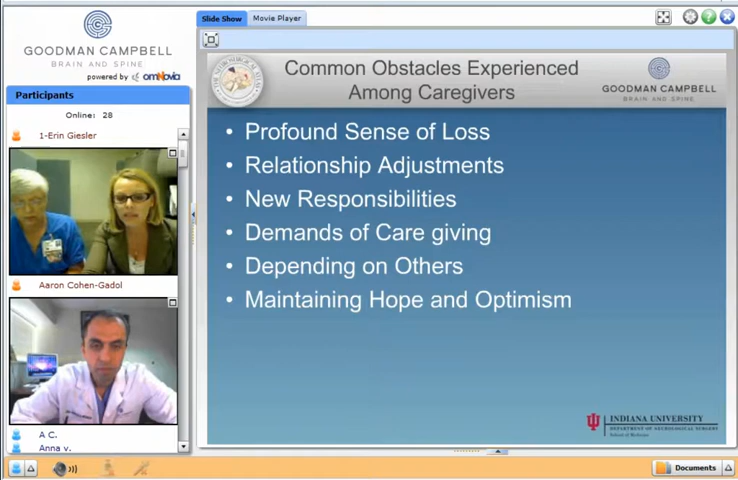 GOODMAN CAMPBELL
BRAIN AND SPINE
powered by omNovia
Participants
Online: 28
1-Erin Giesler
Aaron Cohen-Gadol
A C.
Anna v.
Slide Show
Movie Player
Common Obstacles Experienced
Among Caregivers
GOODMAN CAMPBELL
BRAIN AND SPINE
• Profound Sense of Loss
• Relationship Adjustments
• New Responsibilities
• Demands of Care giving
• Depending on Others
• Maintaining Hope and Optimism
INDIANA UNIVERSITY
DEPARTMENT OF NEUROLOGICAL SURGERY
School of Medicine
Documents